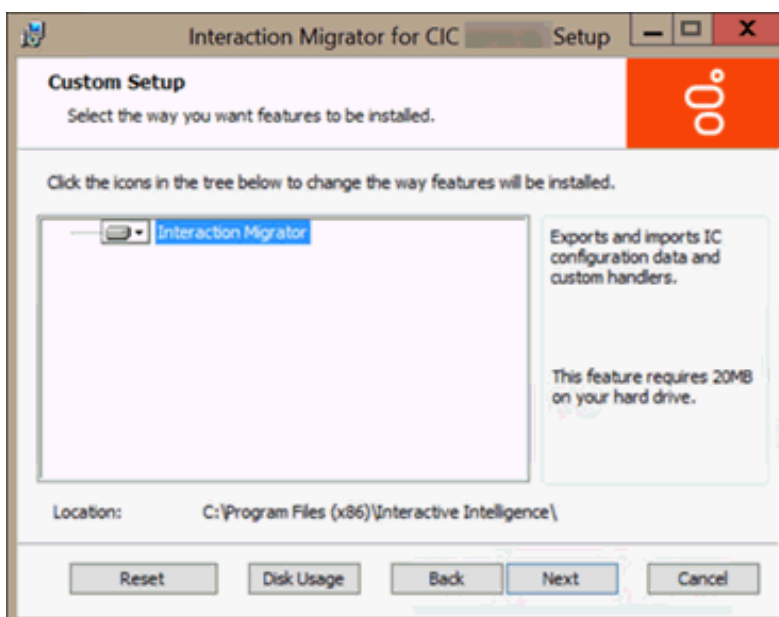 Interaction Migrator for CIC Setup
Custom Setup
Select the way you want features to be installed.
Click the icons in the tree below to change the way features will be installed.
Interaction Migrator
Exports and imports IC
configuration data and
custom handlers.
This feature requires 20MB
on your hard drive.
Location: C:\Program Files (x86)\Interactive Intelligence\
Reset Disk Usage Back Next Cancel